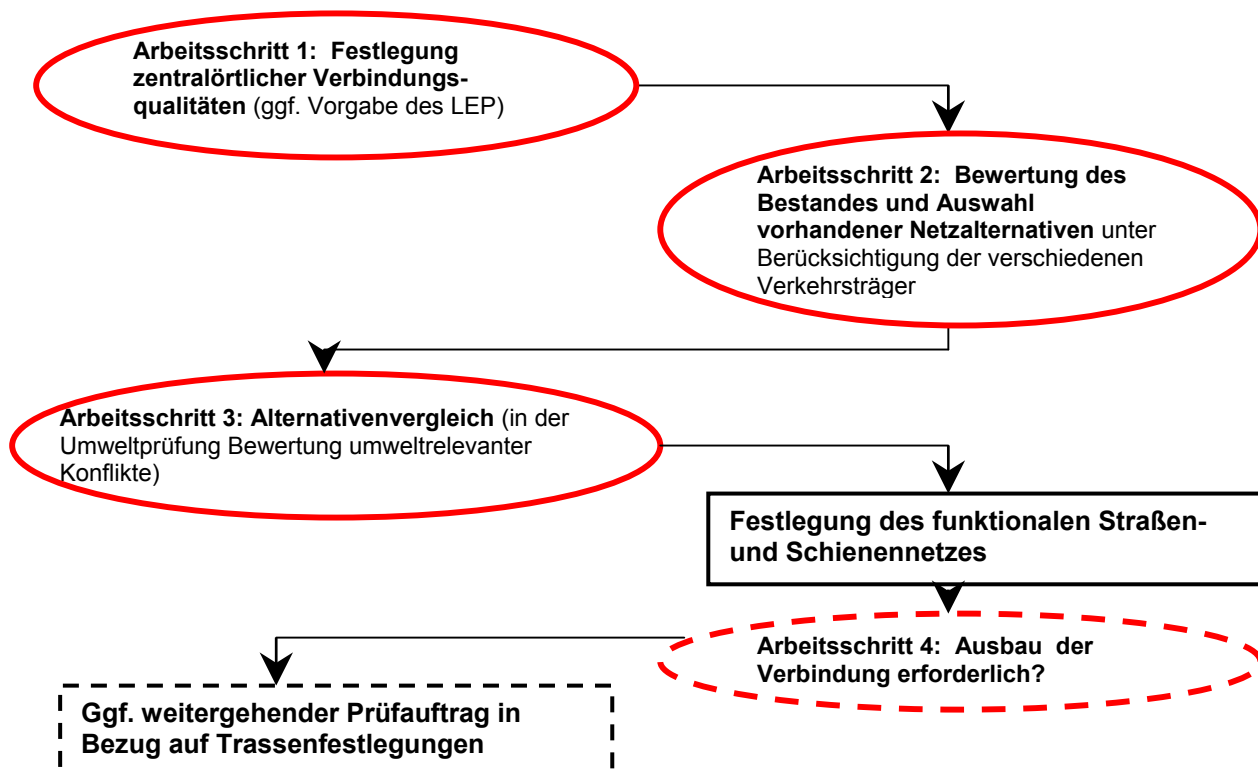 Arbeitsschritt 1: Festlegung
zentralörtlicher Verbindungs-
qualitäten (ggf. Vorgabe des LEP)
Arbeitsschritt 2: Bewertung des
Bestandes und Auswahl
vorhandener Netzalternativen unter
Berücksichtigung der verschiedenen
Verkehrsträger
Arbeitsschritt 3: Alternativenvergleich (in der
Umweltprüfung Bewertung umweltrelevanter
Konflikte)
Festlegung des funktionalen Straßen-
und Schienennetzes
Arbeitsschritt 4: Ausbau der
Verbindung erforderlich?
Ggf. weitergehender Prüfauftrag in
Bezug auf Trassenfestlegungen